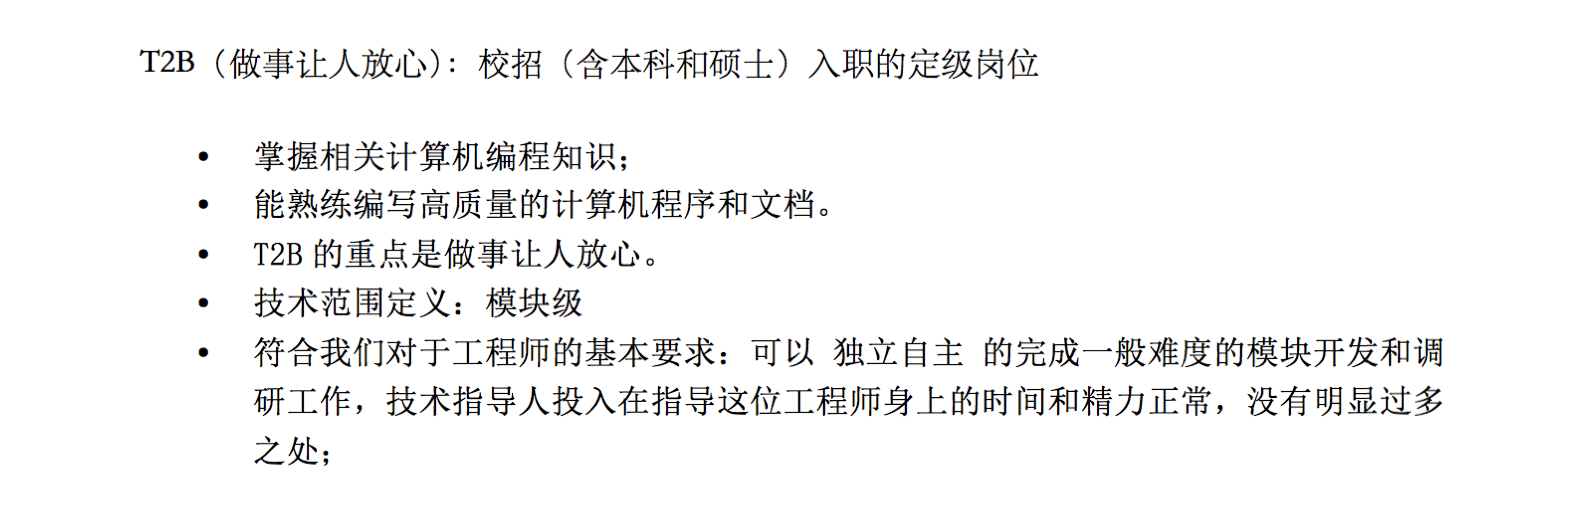 T2B（做事让人放心）：校招（含本科和硕士）入职的定级岗位
• 掌握相关计算机编程知识；
• 能熟练编写高质量的计算机程序和文档。
• T2B 的重点是做事让人放心。
• 技术范围定义：模块级
• 符合我们对于工程师的基本要求：可以 独立自主 的完成一般难度的模块开发和调
研工作，技术指导人投入在指导这位工程师身上的时间和精力正常，没有明显过多
之处；